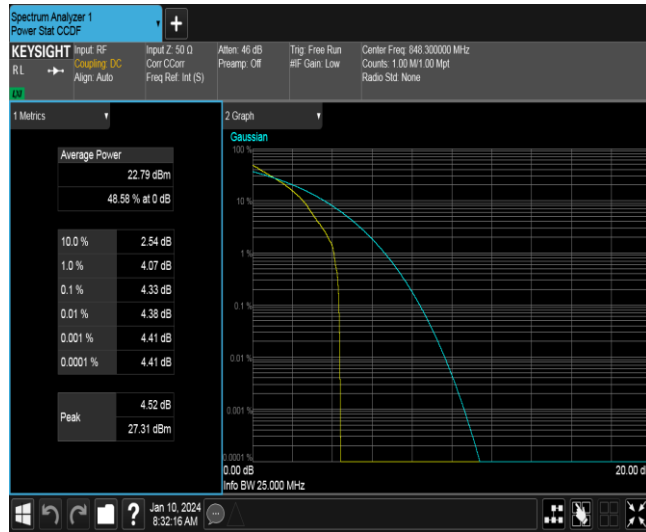 Spectrum Analyzer 1
Power Stat CCDF
+
KEYSIGHT
RL
LXI
Input: RF
Coupling: DC
Align: Auto
Input Z: 50 Ω
Corr CCorr
Freq Ref: Int (S)
Atten: 46 dB
Preamp: Off
Trig: Free Run
#IF Gain: Low
Center Freq: 848.300000 MHz
Counts: 1.00 M/1.00 Mpt
Radio Std: None
1 Metrics
Average Power
22.79 dBm
48.58 % at 0 dB
10.0 % 2.54 dB
1.0 % 4.07 dB
0.1 % 4.33 dB
0.01 % 4.38 dB
0.001 % 4.41 dB
0.0001 % 4.41 dB
Peak
4.52 dB
27.31 dBm
2 Graph
Gaussian
100 %
10 %
1 %
0.1 %
0.01 %
0.001 %
0.0001 %
0.00 dB
20.00 dB
Info BW 25.000 MHz
?
Jan 10, 2024
8:32:16 AM